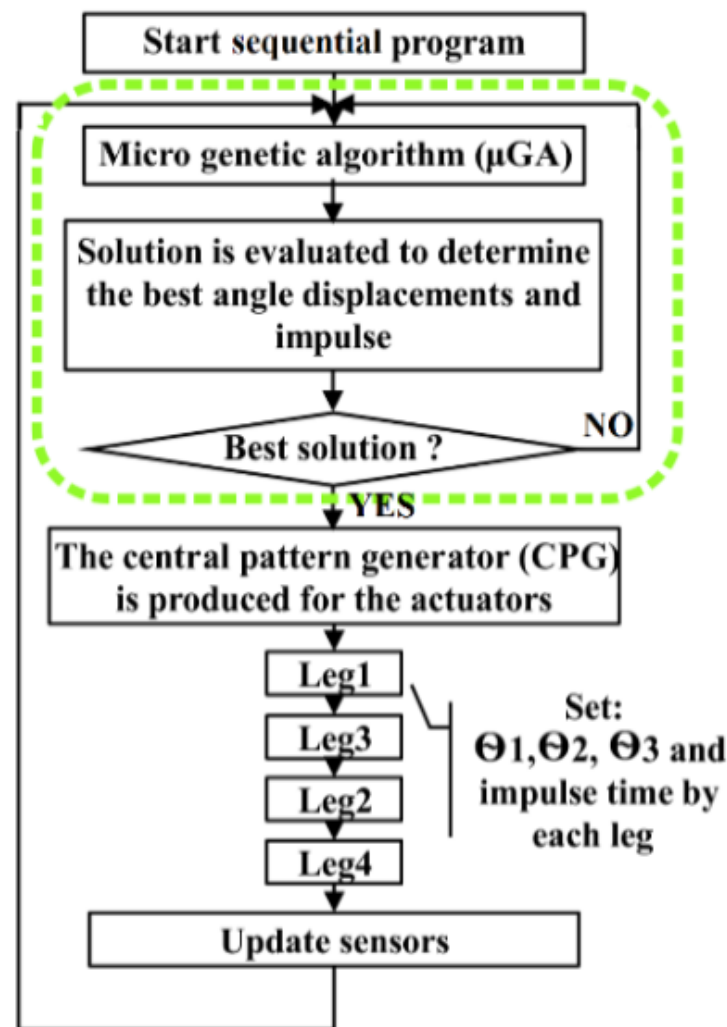 Start sequential program
Micro genetic algorithm (μGA)
Solution is evaluated to determine
the best angle displacements and
impulse
Best solution ?
NO
YES
The central pattern generator (CPG)
is produced for the actuators
Leg1
Leg3
Leg2
Leg4
Set:
Θ1,Θ2, Θ3 and
impulse time by
each leg
Update sensors